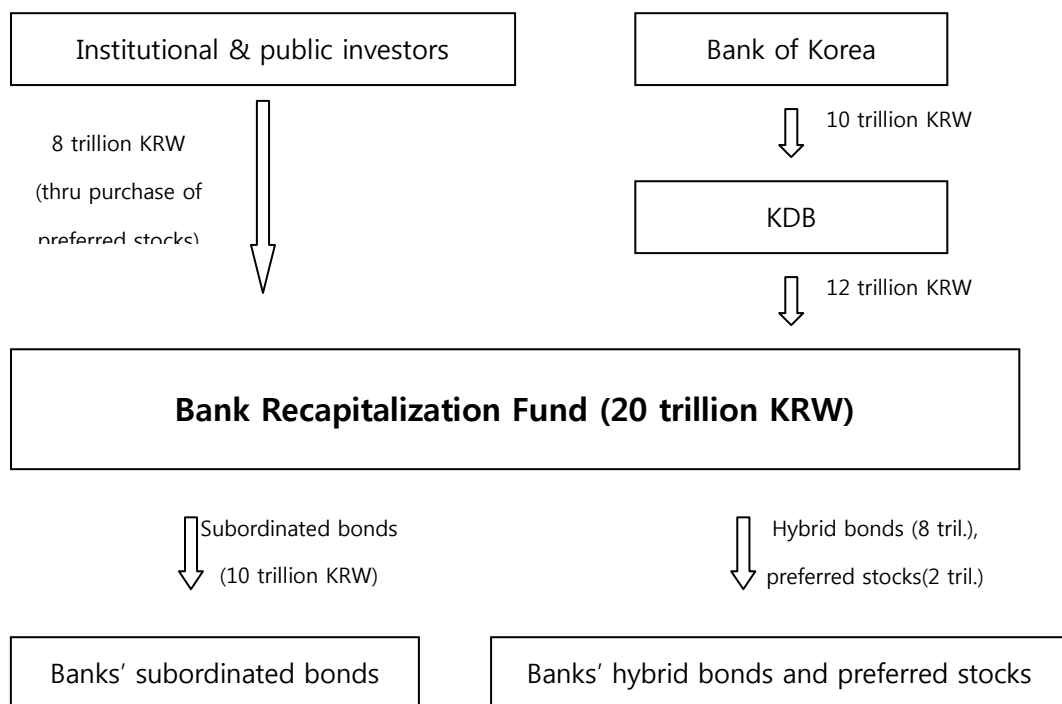 Institutional & public investors
Bank of Korea
8 trillion KRW
(thru purchase of
preferred stocks)
10 trillion KRW
KDB
12 trillion KRW
Bank Recapitalization Fund (20 trillion KRW)
Subordinated bonds
(10 trillion KRW)
Hybrid bonds (8 tril.),
preferred stocks(2 tril.)
Banks’ subordinated bonds
Banks’ hybrid bonds and preferred stocks